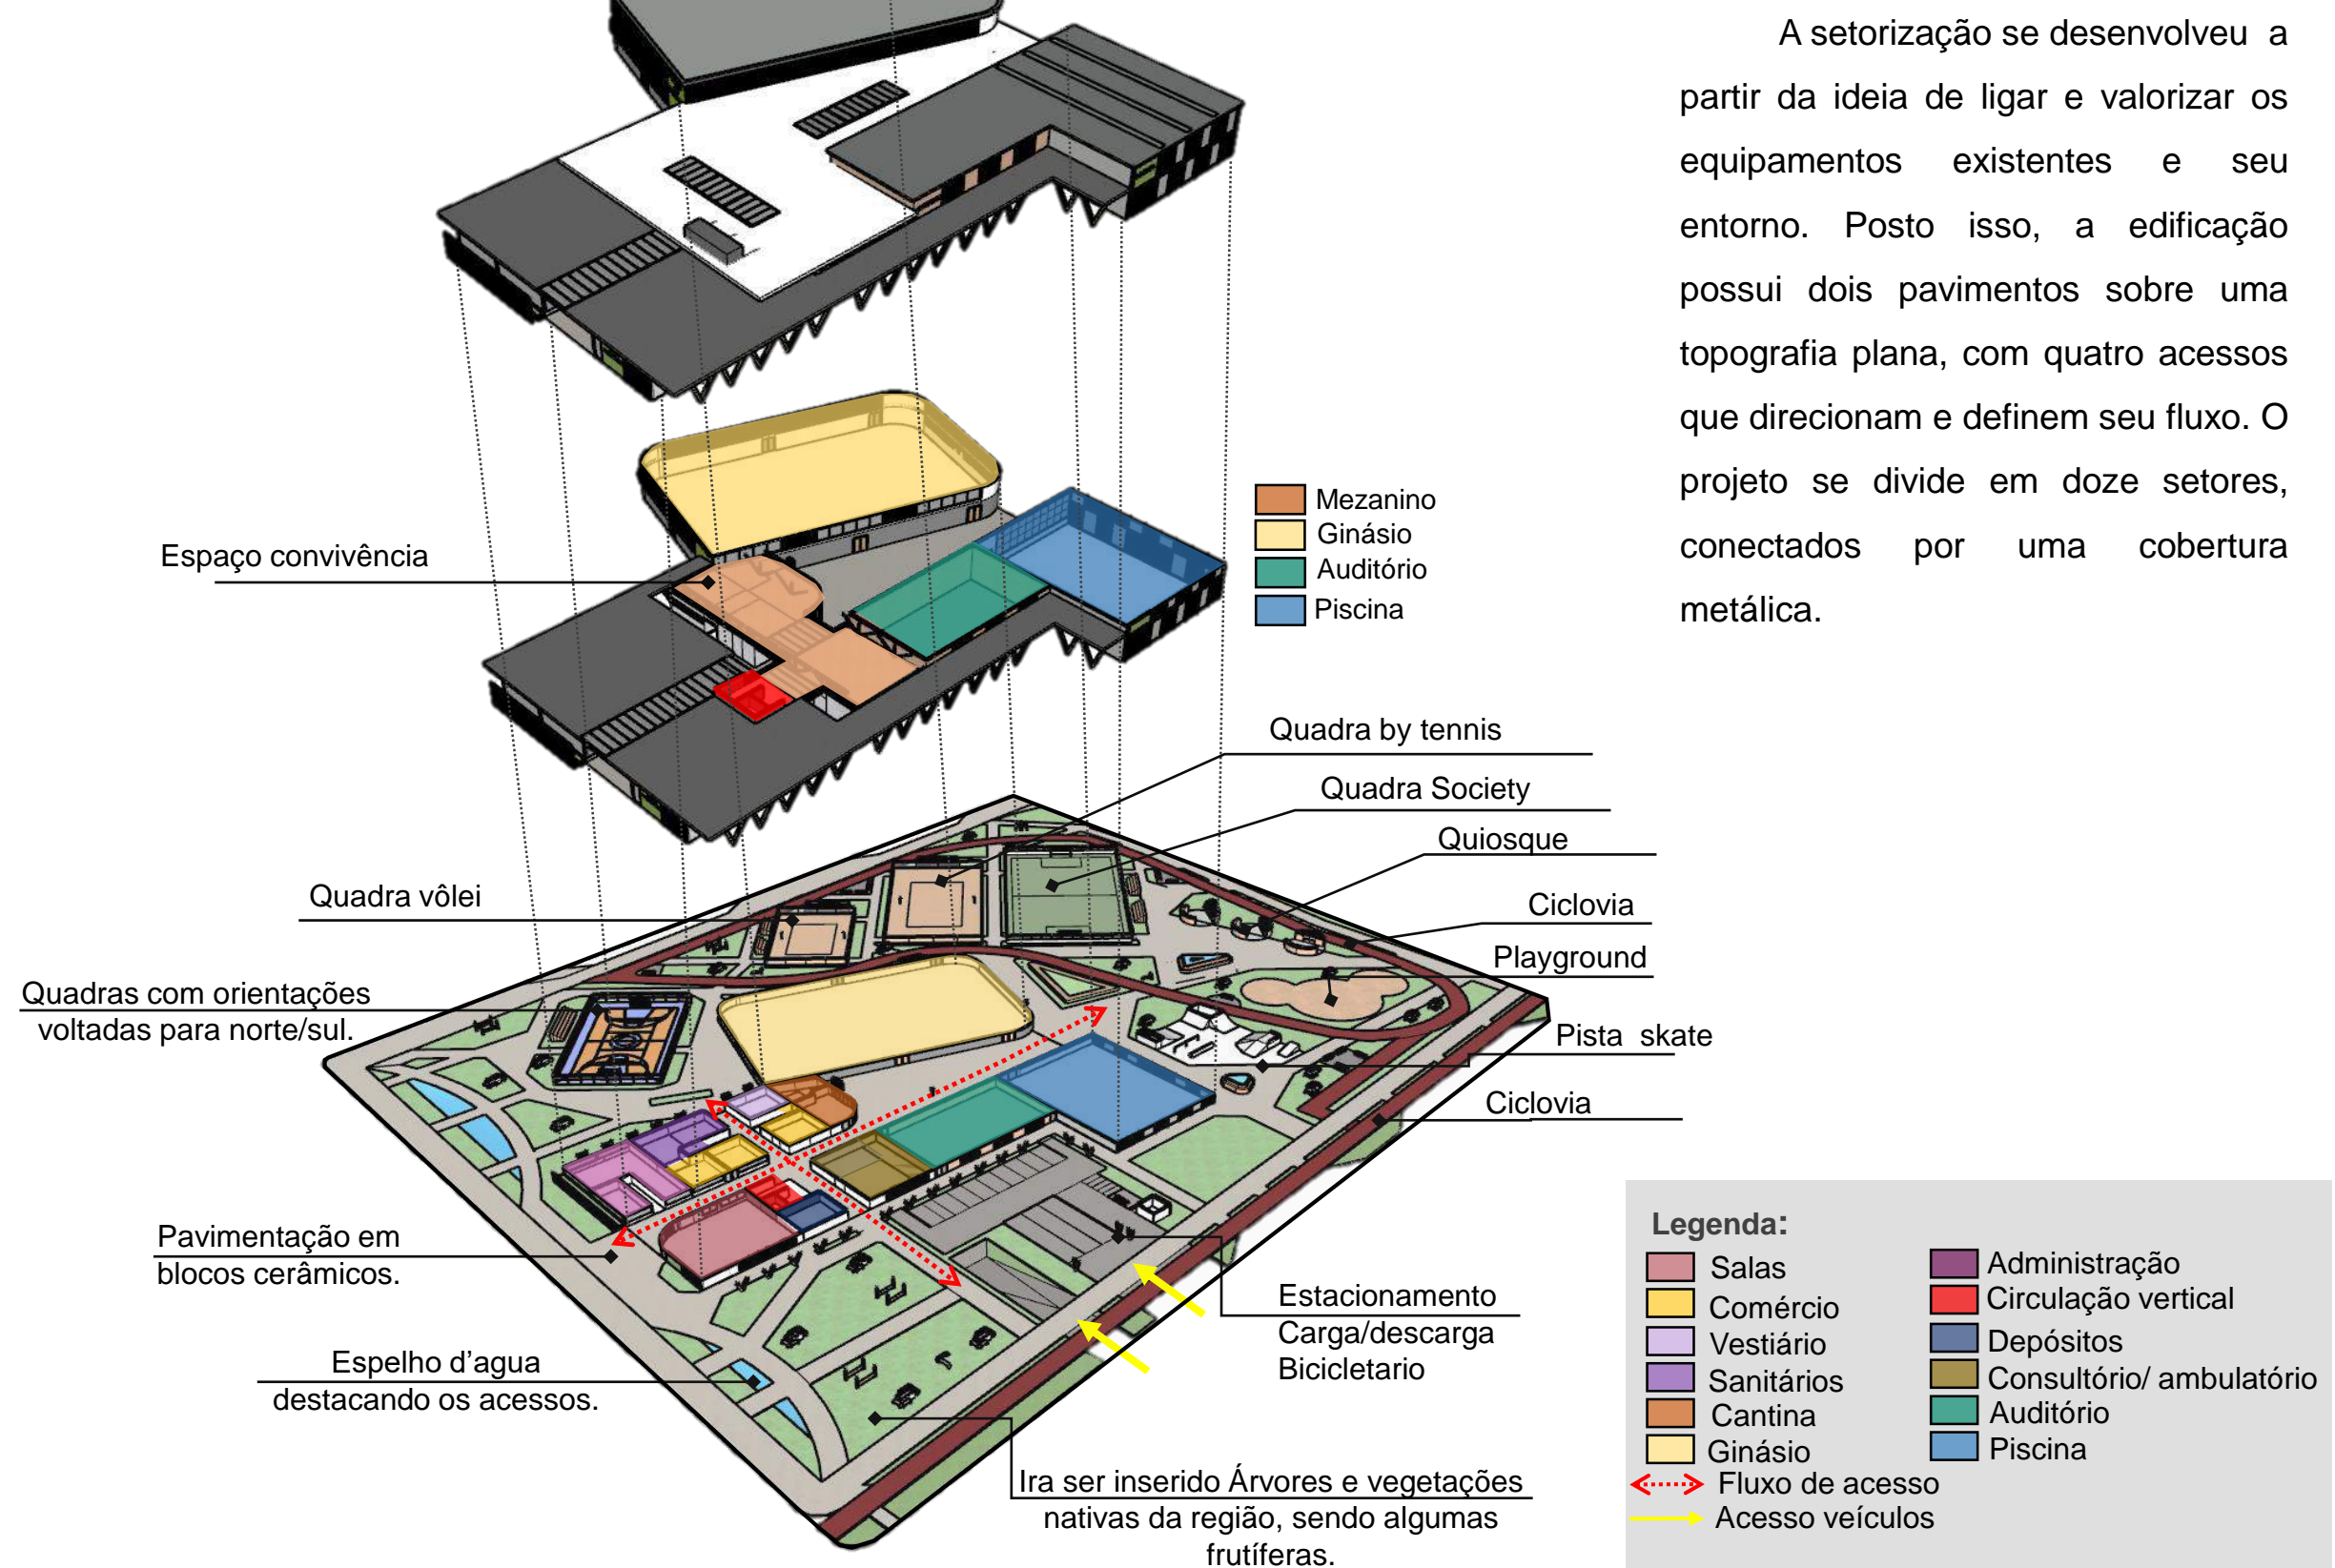 A setorização se desenvolveu a
partir da ideia de ligar e valorizar os
equipamentos existentes e seu
entorno. Posto isso, a edificação
possui dois pavimentos sobre uma
topografia plana, com quatro acessos
que direcionam e definem seu fluxo. O
projeto se divide em doze setores,
conectados por uma cobertura
metálica.
Mezanino
Ginásio
Auditório
Piscina
Espaço convivência
Quadra by tennis
Quadra Society
Quiosque
Quadra vôlei
Ciclovia
Playground
Quadras com orientações
voltadas para norte/sul.
Pista skate
Ciclovia
Pavimentação em
blocos cerâmicos.
Estacionamento
Carga/descarga
Bicicletario
Espelho d’agua
destacando os acessos.
Ira ser inserido Árvores e vegetações
nativas da região, sendo algumas
frutíferas.
Legenda:
Salas
Comércio
Vestiário
Sanitários
Cantina
Ginásio
Administração
Circulação vertical
Depósitos
Consultório/ ambulatório
Auditório
Piscina
Fluxo de acesso
Acesso veículos